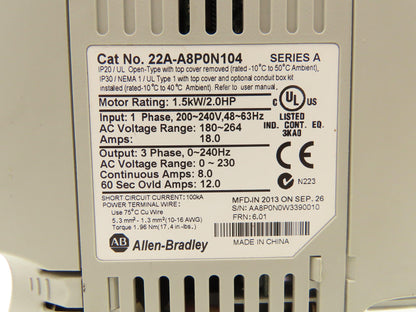 Cat No. 22A-A8P0N104 SERIES A
IP20 / UL Open-Type with top cover removed (rated -10°C to 50°C Ambient),
IP30 / NEMA 1 / UL Type 1 with top cover and optional conduit box kit
installed (rated-10°C to 40°C Ambient). Refer to user manual.
Motor Rating: 1.5kW/2.0HP
Input: 1 Phase, 200~240V, 48~63Hz
AC Voltage Range: 180~264
Amps: 18.0
c UL US
LISTED
IND. CONT. EQ.
3KA0
Output: 3 Phase, 0~240Hz
AC Voltage Range: 0 ~ 230
Continuous Amps: 8.0
60 Sec Ovld Amps: 12.0
CE
N223
SHORT CIRCUIT CURRENT:100kA
POWER TERMINAL WIRE:
Use 75°C Cu Wire
5.3 mm² - 1.3 mm²(10-16 AWG)
Torque 1.96 Nm(17.4 in-lbs.)
MFD.IN 2013 ON SEP. 26
S/N: AA8P0N0W3390010
FRN: 6.01
AB Allen-Bradley
MADE IN CHINA